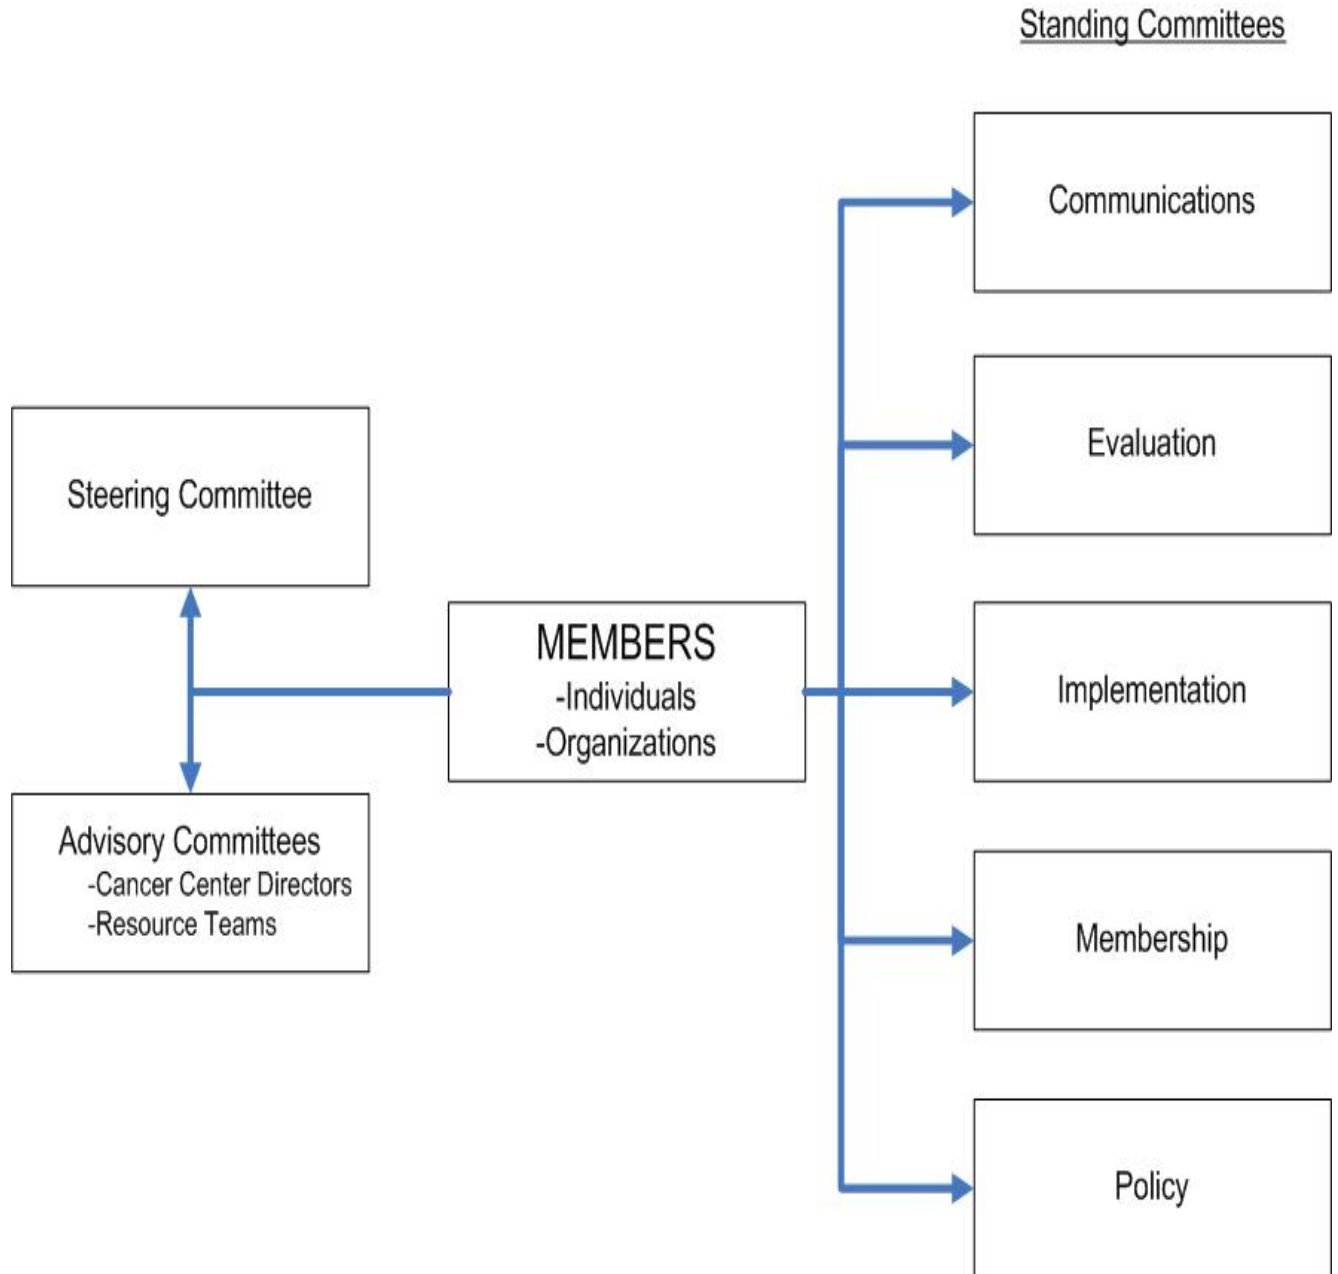 Standing Committees
Communications
Evaluation
Steering Committee
MEMBERS
-Individuals
-Organizations
Implementation
Advisory Committees
-Cancer Center Directors
-Resource Teams
Membership
Policy